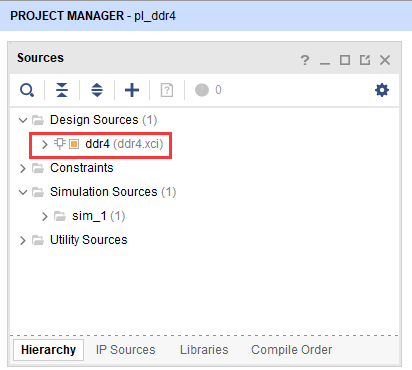 PROJECT MANAGER - pl_ddr4
Sources
0
Design Sources (1)
ddr4 (ddr4.xci)
Constraints
Simulation Sources (1)
sim_1
Utility Sources
Hierarchy IP Sources Libraries Compile Order